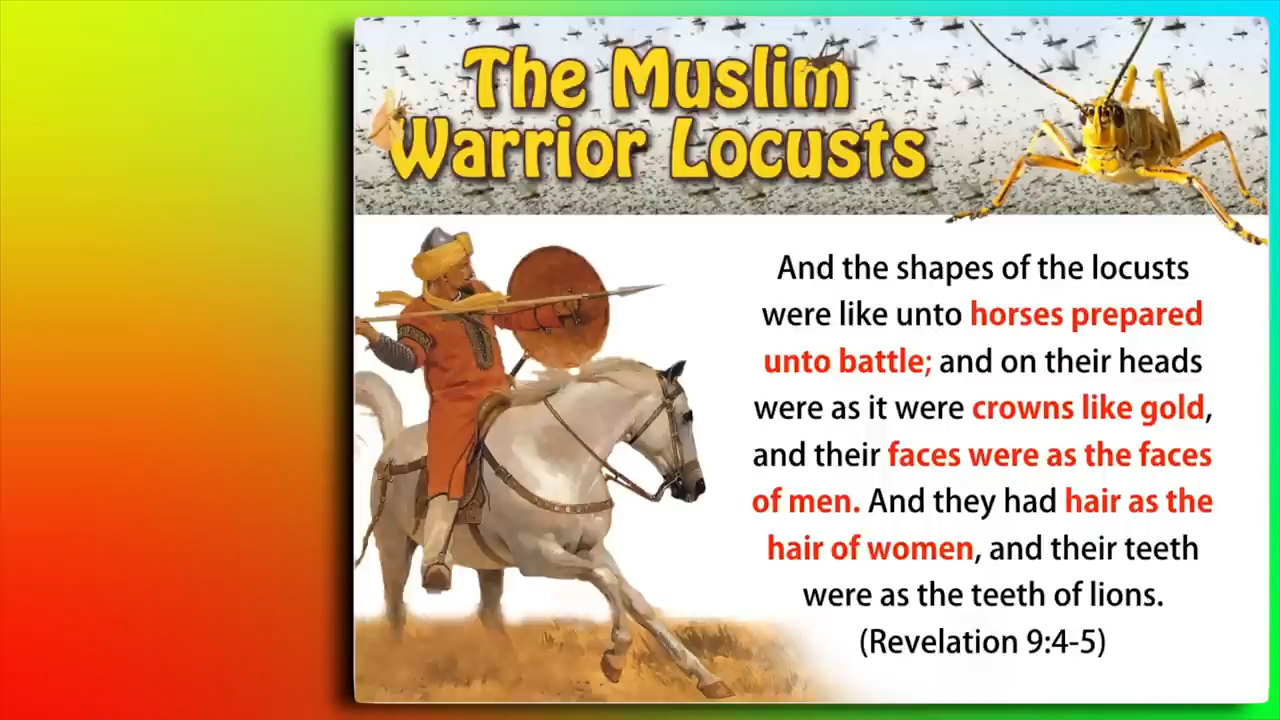 The Muslim
Warrior Locusts
And the shapes of the locusts
were like unto horses prepared
unto battle; and on their heads
were as it were crowns like gold,
and their faces were as the faces
of men. And they had hair as the
hair of women, and their teeth
were as the teeth of lions.
(Revelation 9:4-5)